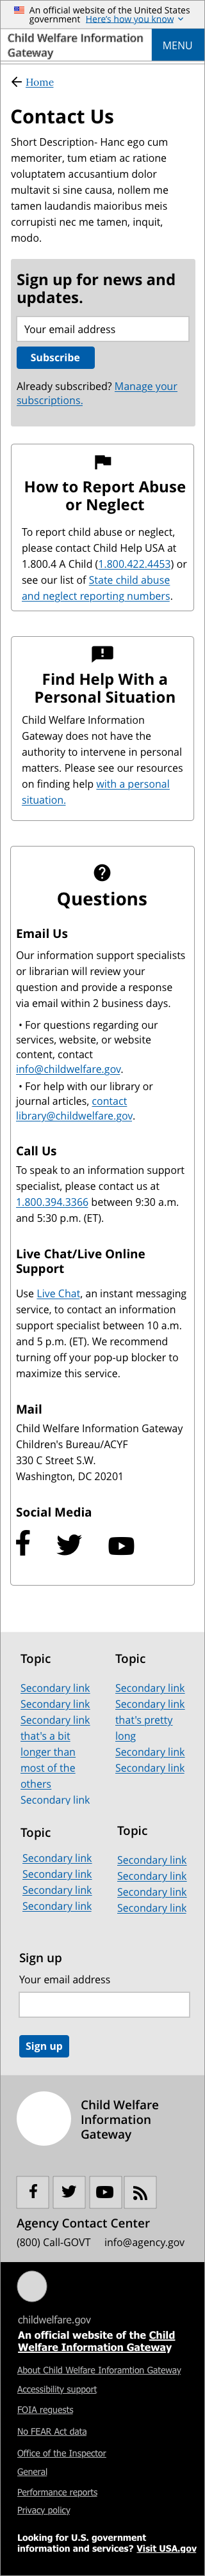 An official website of the United States
government Here's how you know
Child Welfare Information
Gateway
MENU
Home
Contact Us
Short Description- Hanc ego cum
memoriter, tum etiam ac ratione
voluptatem accusantium dolor
multavit si sine causa, nollem me
tamen laudandis maioribus meis
corrupisti nec me tamen, inquit,
modo.
Sign up for news and
updates.
Your email address
Subscribe
Already subscribed? Manage your
subscriptions.
How to Report Abuse
or Neglect
To report child abuse or neglect,
please contact Child Help USA at
1.800.4 A Child (1.800.422.4453) or
see our list of State child abuse
and neglect reporting numbers.
Find Help With a
Personal Situation
Child Welfare Information
Gateway does not have the
authority to intervene in personal
matters. Please see our resources
on finding help with a personal
situation.
Questions
Email Us
Our information support specialists
or librarian will review your
question and provide a response
via email within 2 business days.
• For questions regarding our
services, website, or website
content, contact
info@childwelfare.gov.
• For help with our library or
journal articles, contact
library@childwelfare.gov.
Call Us
To speak to an information support
specialist, please contact us at
1.800.394.3366 between 9:30 a.m.
and 5:30 p.m. (ET).
Live Chat/Live Online
Support
Use Live Chat, an instant messaging
service, to contact an information
support specialist between 10 a.m.
and 5 p.m. (ET). We recommend
turning off your pop-up blocker to
maximize this service.
Mail
Child Welfare Information Gateway
Children's Bureau/ACYF
330 C Street S.W.
Washington, DC 20201
Social Media
Topic
Secondary link
Secondary link
Secondary link
that's a bit
longer than
most of the
others
Secondary link
Topic
Secondary link
Secondary link
that's pretty
long
Secondary link
Secondary link
Topic
Secondary link
Secondary link
Secondary link
Secondary link
Topic
Secondary link
Secondary link
Secondary link
Secondary link
Sign up
Your email address
Sign up
Child Welfare
Information
Gateway
Agency Contact Center
(800) Call-GOVT info@agency.gov
childwelfare.gov
An official website of the Child
Welfare Information Gateway
About Child Welfare Inforamtion Gateway
Accessibility support
FOIA requests
No FEAR Act data
Office of the Inspector
General
Performance reports
Privacy policy
Looking for U.S. government
information and services? Visit USA.gov